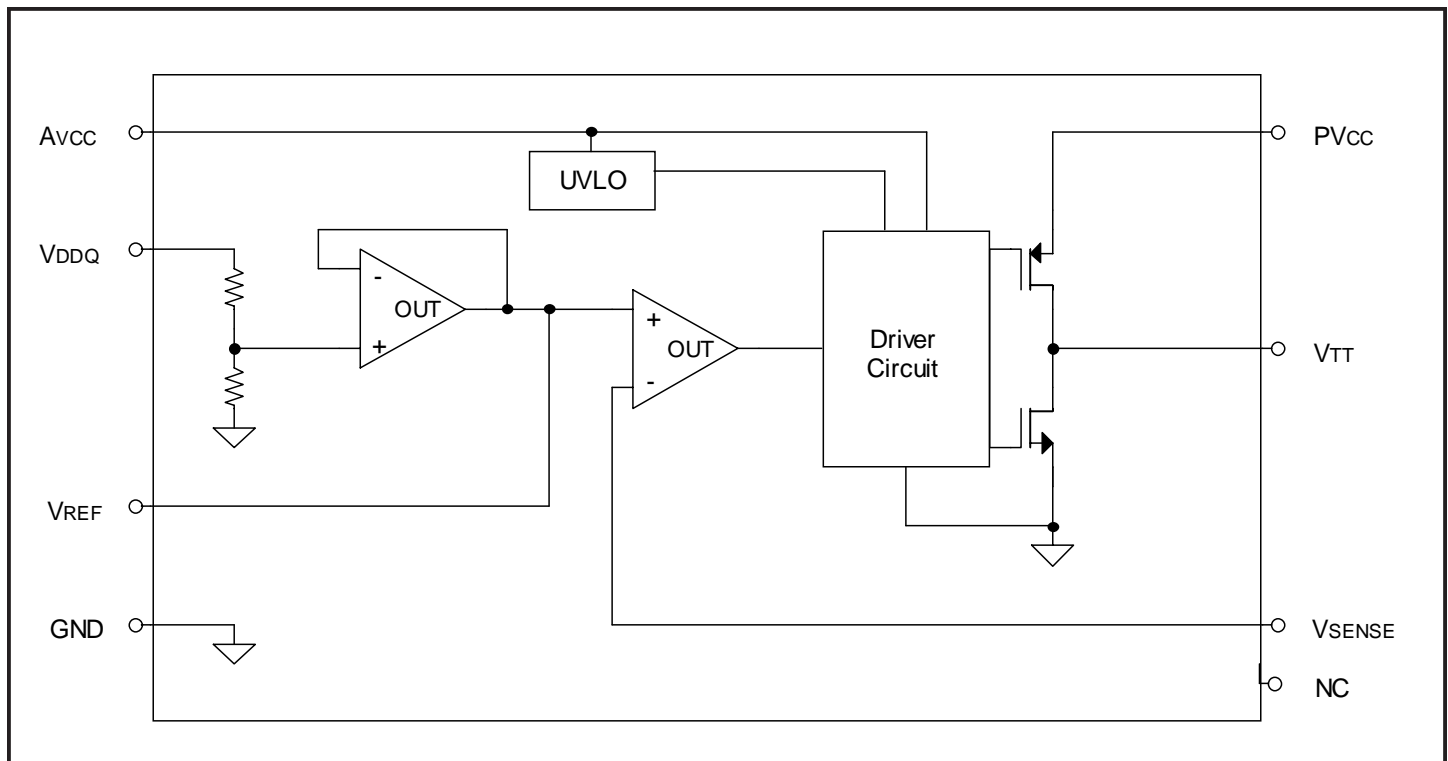 AVCC
PVCC
UVLO
VDDQ
-
OUT
+
+
OUT
-
Driver
Circuit
VTT
VREF
GND
VSENSE
NC